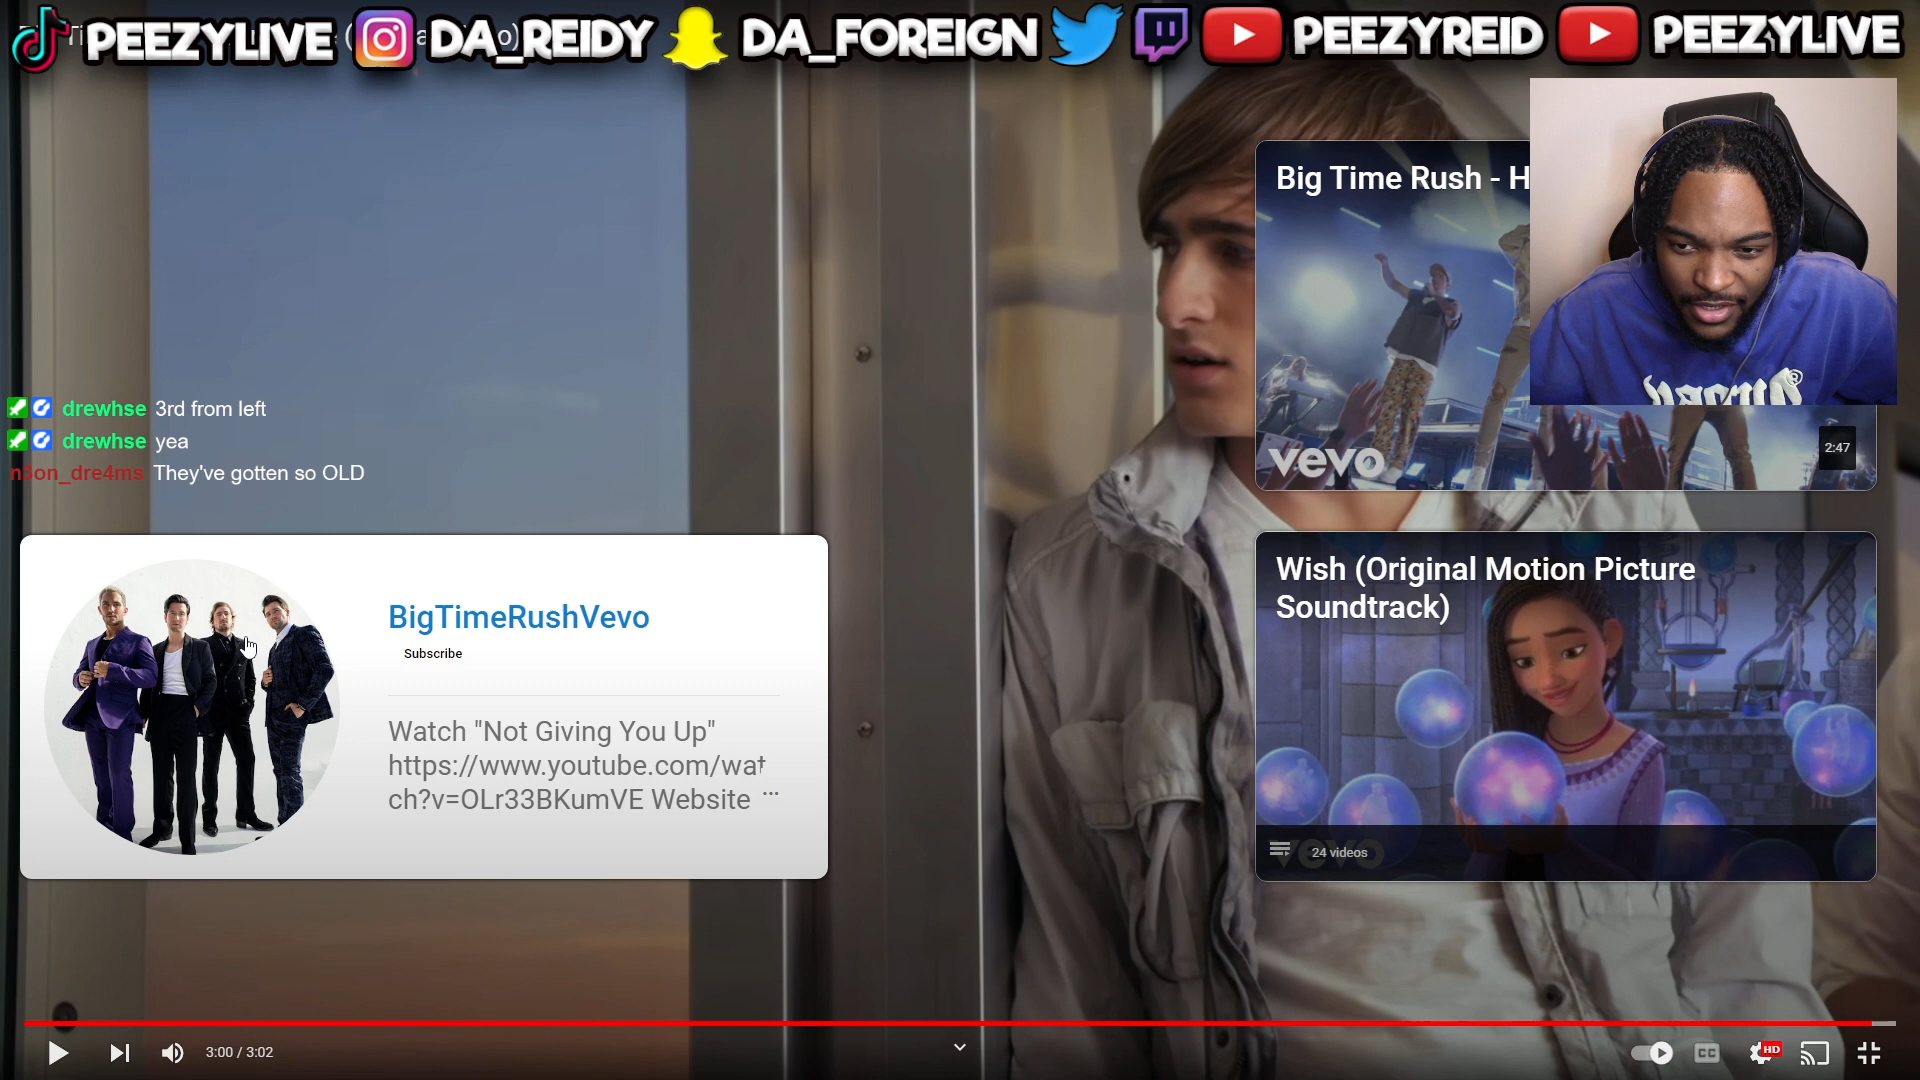 PEEZYLIVE DA_REIDY DA_FOREIGN PEEZYREID PEEZYLIVE
Big Time Rush - H
vevo
2:47
drewhse 3rd from left
drewhse yea
n3on_dre4ms They've gotten so OLD
BigTimeRushVevo
Subscribe
Watch "Not Giving You Up"
https://www.youtube.com/wat
ch?v=OLr33BKumVE Website ...
Wish (Original Motion Picture
Soundtrack)
24 videos
3:00 / 3:02
CC
HD